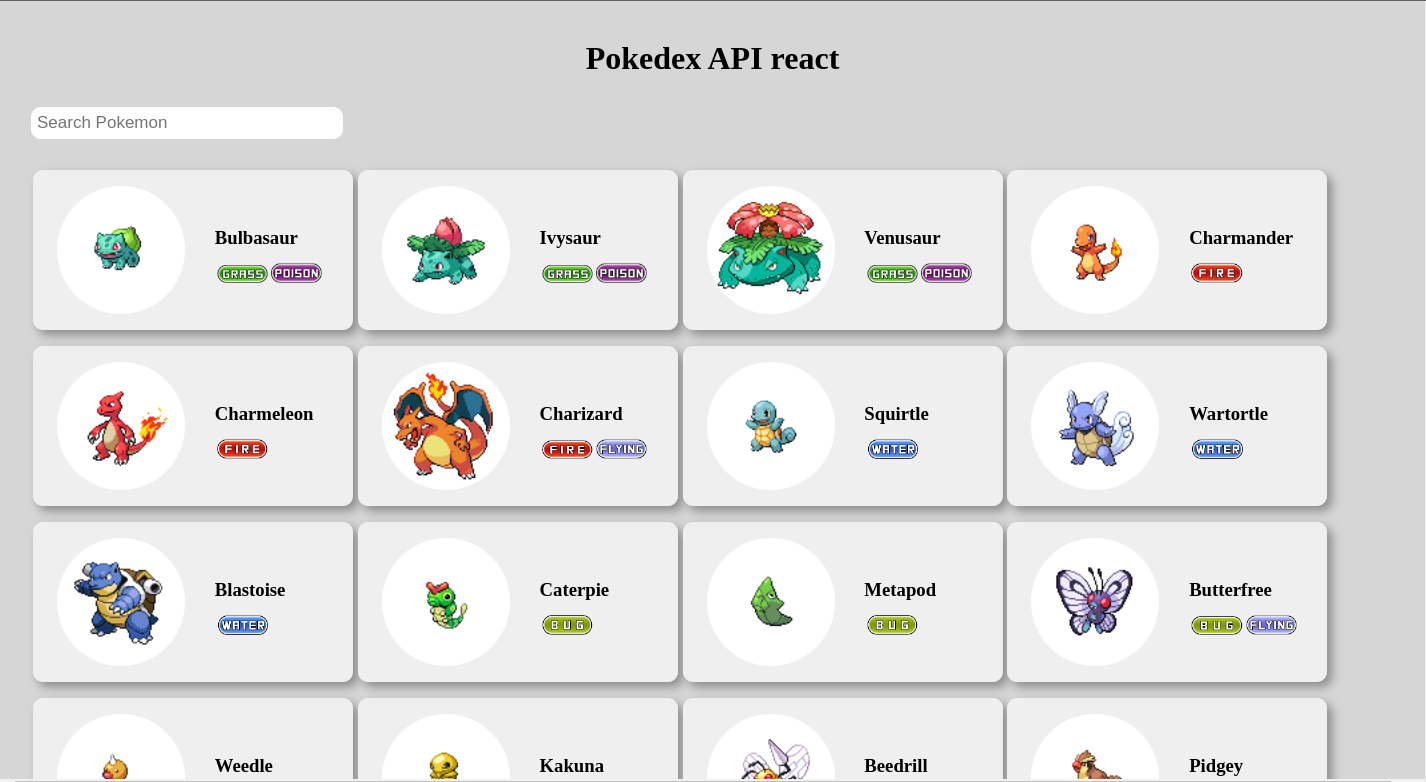 Pokedex API react
Search Pokemon
Bulbasaur
GRASS POISON
Ivysaur
GRASS POISON
Venusaur
GRASS POISON
Charmander
FIRE
Charmeleon
FIRE
Charizard
FIRE FLYING
Squirtle
WATER
Wartortle
WATER
Blastoise
WATER
Caterpie
BUG
Metapod
BUG
Butterfree
BUG FLYING
Weedle
Kakuna
Beedrill
Pidgey